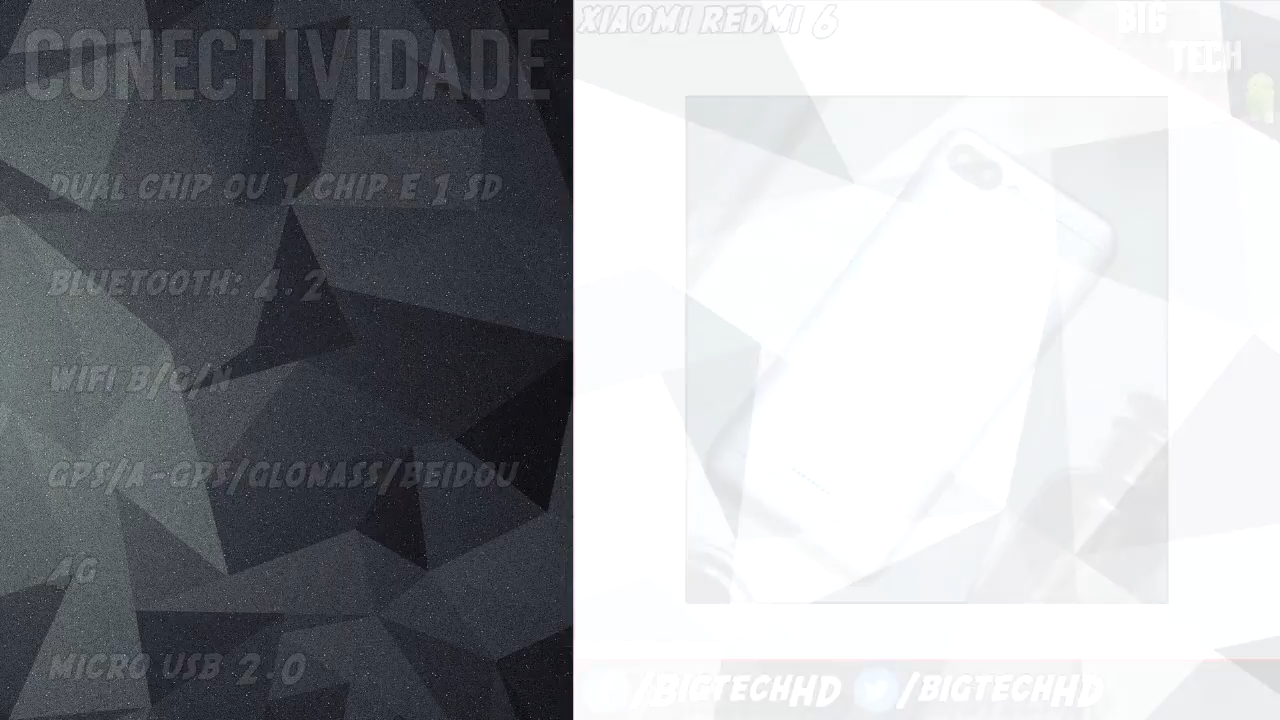 CONECTIVIDADE
DUAL CHIP OU 1 CHIP E 1 SD
BLUETOOTH: 4.2
WIFI B/G/N
GPS/A-GPS/GLONASS/BEIDOU
4G
MICRO USB 2.0
XIAOMI REDMI 6
BIG
TECH
/BIGTECHHD /BIGTECHHD